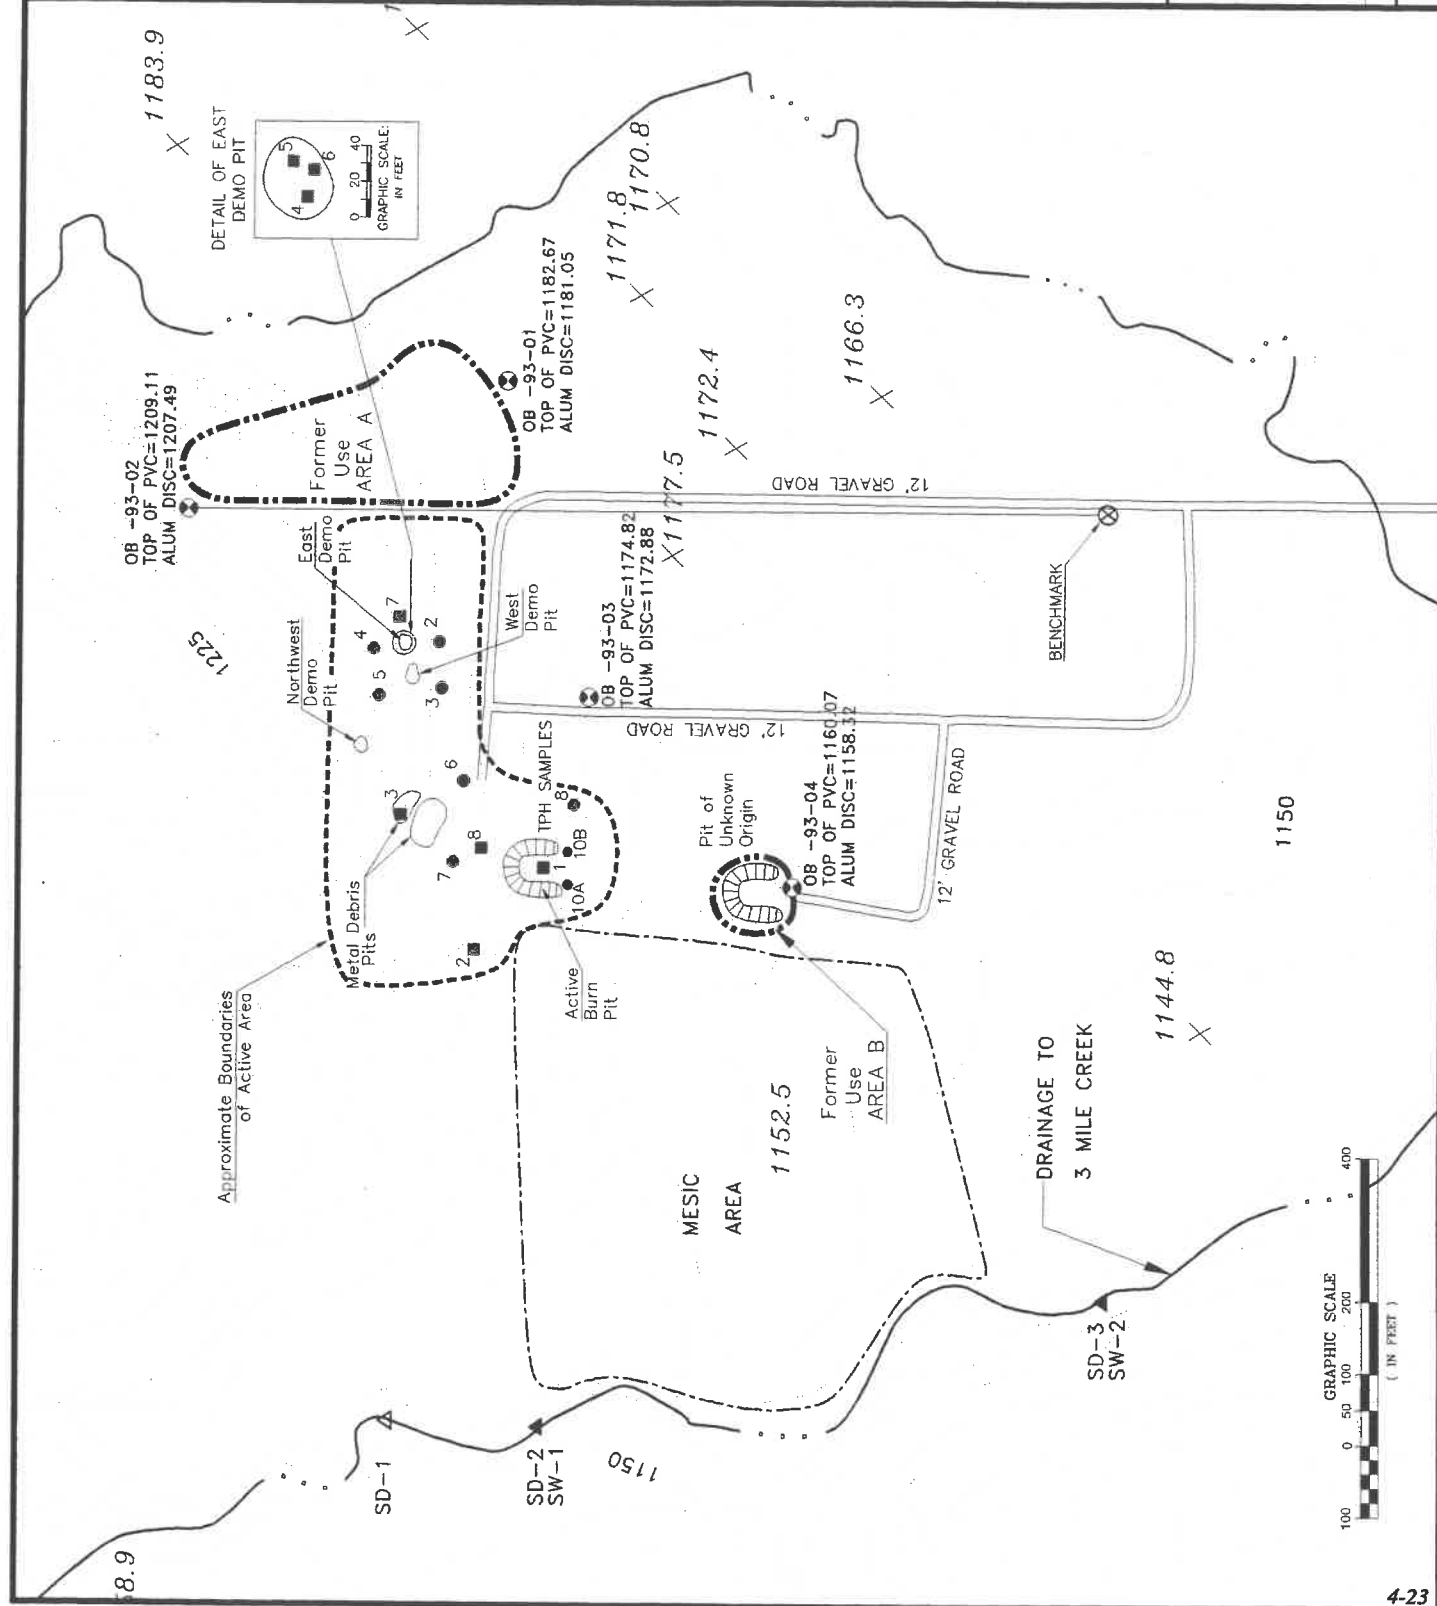 1183.9
DETAIL OF EAST
DEMO PIT
4
5
6
0 20 40
GRAPHIC SCALE:
IN FEET
1170.8
1171.8
1166.3
1172.4
1177.5
OB -93-01
TOP OF PVC=1182.67
ALUM DISC=1181.05
OB -93-02
TOP OF PVC=1209.11
ALUM DISC=1207.49
Former
Use
AREA A
12' GRAVEL ROAD
BENCHMARK
East
Demo
Pit
1225
Northwest
Demo
Pit
4
7
5
2
3
West
Demo
Pit
OB -93-03
TOP OF PVC=1174.82
ALUM DISC=1172.88
12' GRAVEL ROAD
3
6
8
7
TPH SAMPLES
8
10B
1
10A
2
Metal Debris
Pits
Approximate Boundaries
of Active Area
Active
Burn
Pit
Pit of
Unknown
Origin
OB -93-04
TOP OF PVC=1160.07
ALUM DISC=1158.32
12' GRAVEL ROAD
1150
1144.8
Former
Use
AREA B
1152.5
MESIC
AREA
DRAINAGE TO
3 MILE CREEK
SD-1
SD-2
SW-1
1150
SD-3
SW-2
GRAPHIC SCALE
100 0 50 100 200 400
( IN FEET )
4-23